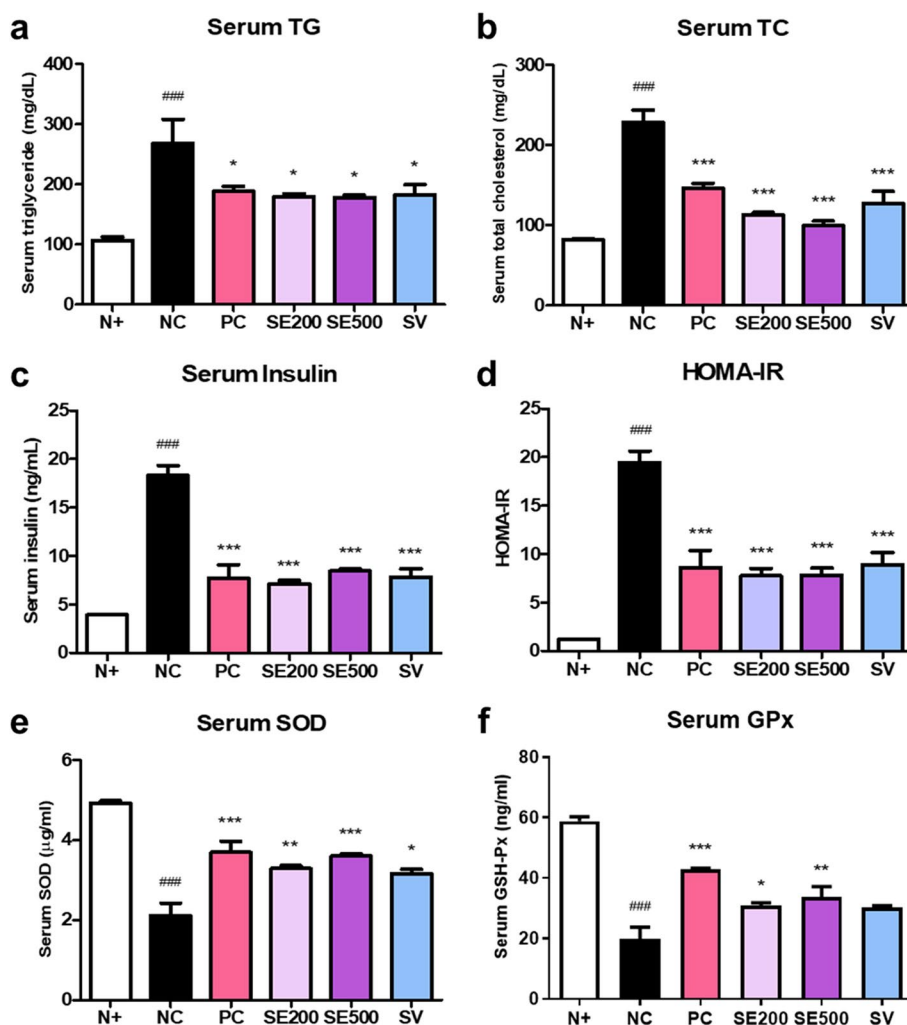 a Serum TG
Serum triglyceride (mg/dL)
400
300
200
100
0
###
* * * *
N+ NC PC SE200 SE500 SV
b Serum TC
Serum total cholesterol (mg/dL)
300
200
100
0
###
*** *** *** ***
N+ NC PC SE200 SE500 SV
c Serum Insulin
Serum insulin (ng/mL)
25
20
15
10
5
0
###
*** *** *** ***
N+ NC PC SE200 SE500 SV
d HOMA-IR
HOMA-IR
25
20
15
10
5
0
###
*** *** *** ***
N+ NC PC SE200 SE500 SV
e Serum SOD
Serum SOD (µg/ml)
6
4
2
0
###
*** ** *** *
N+ NC PC SE200 SE500 SV
f Serum GPx
Serum GSH-Px (ng/ml)
80
60
40
20
0
###
*** * **
N+ NC PC SE200 SE500 SV